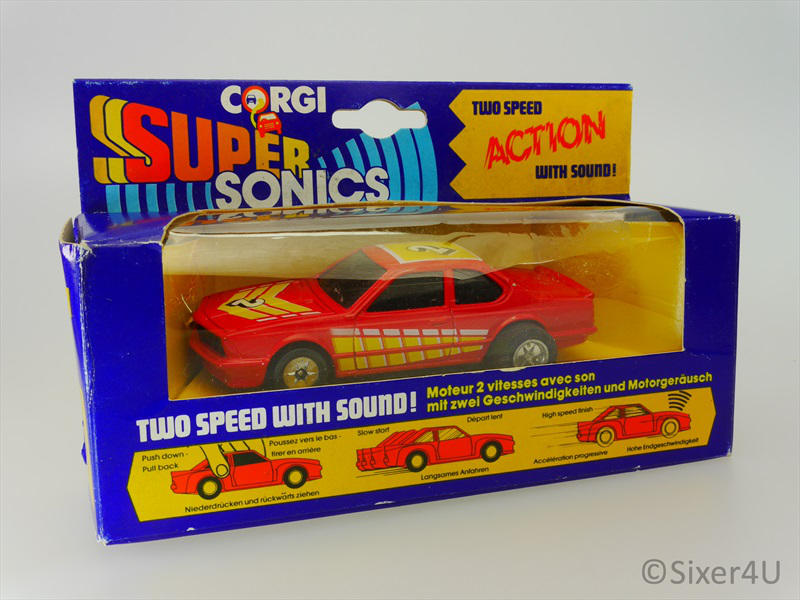 CORGI
SUPER
SONICS
TWO SPEED
ACTION
WITH SOUND!
2
2
TWO SPEED WITH SOUND!
Moteur 2 vitesses avec son
mit zwei Geschwindigkeiten und Motorgeräusch
Push down -
Pull back
Poussez vers le bas -
tirer en arrière
Niederdrücken und rückwärts ziehen
Slow start
Départ lent
Langsames Anfahren
High speed finish
Accélération progressive
Hohe Endgeschwindigkeit
©Sixer4U